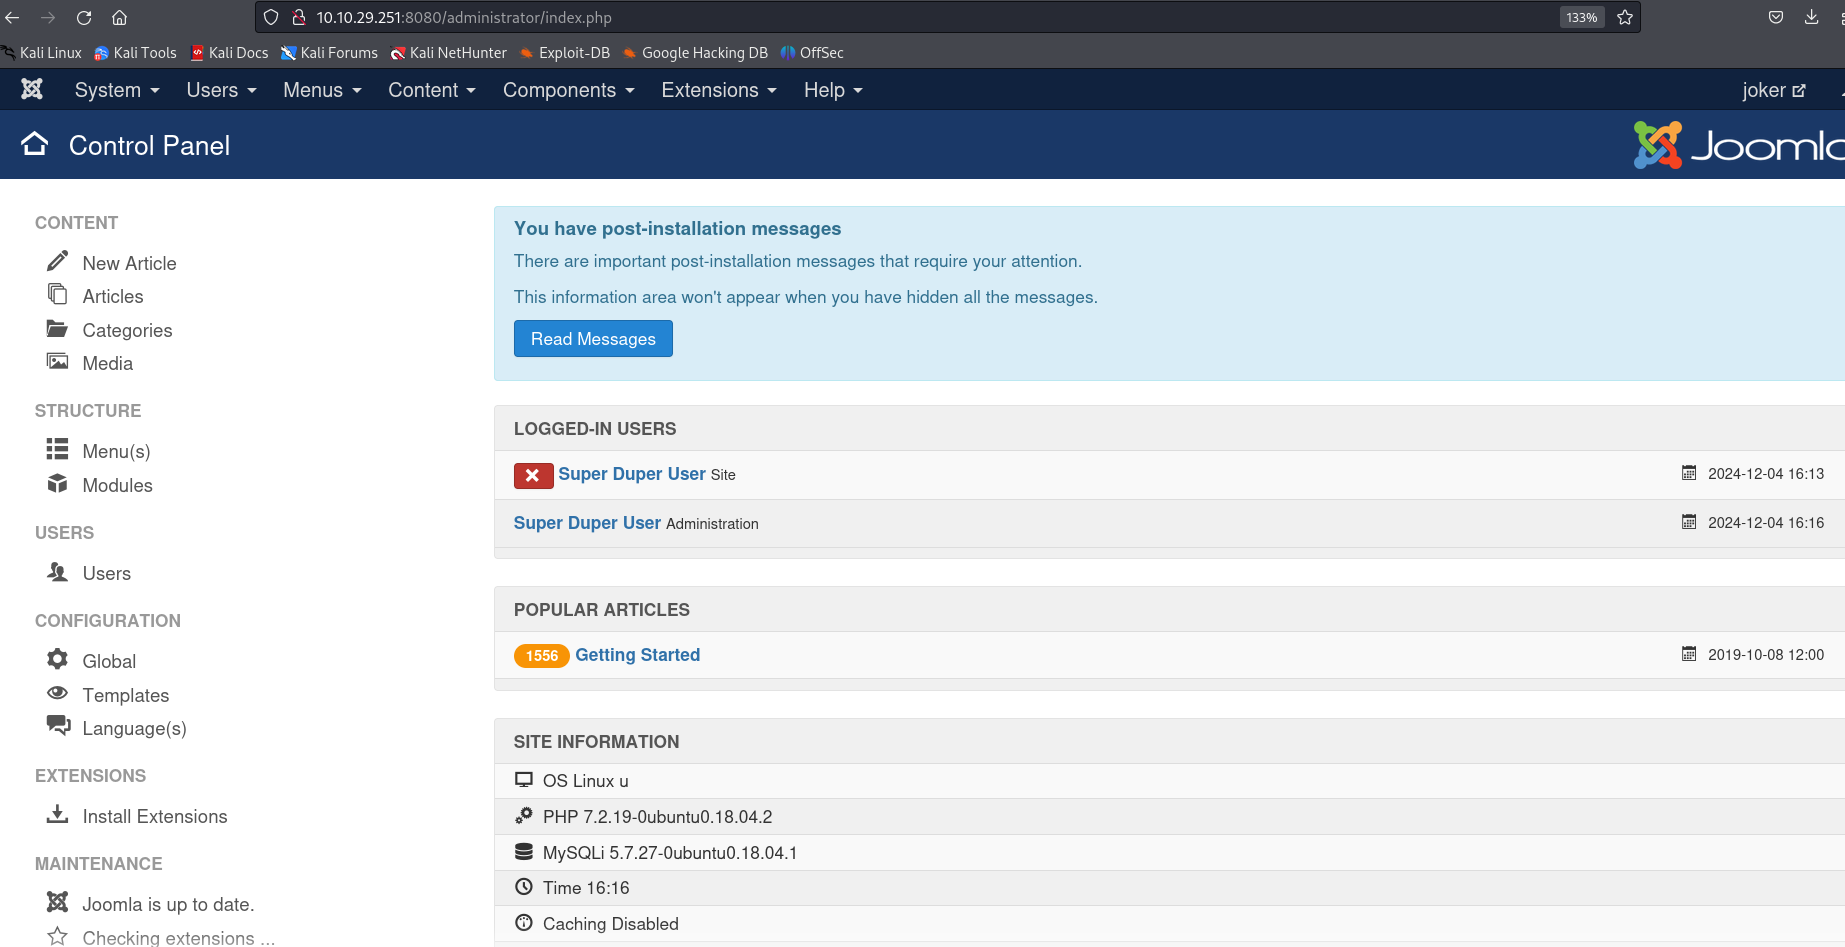 10.10.29.251:8080/administrator/index.php 133%
Kali Linux Kali Tools Kali Docs Kali Forums Kali NetHunter Exploit-DB Google Hacking DB OffSec
System Users Menus Content Components Extensions Help joker
Control Panel
CONTENT
New Article
Articles
Categories
Media
STRUCTURE
Menu(s)
Modules
USERS
Users
CONFIGURATION
Global
Templates
Language(s)
EXTENSIONS
Install Extensions
MAINTENANCE
Joomla is up to date.
Checking extensions ...
You have post-installation messages
There are important post-installation messages that require your attention.
This information area won't appear when you have hidden all the messages.
Read Messages
LOGGED-IN USERS
Super Duper User Site 2024-12-04 16:13
Super Duper User Administration 2024-12-04 16:16
POPULAR ARTICLES
1556 Getting Started 2019-10-08 12:00
SITE INFORMATION
OS Linux u
PHP 7.2.19-0ubuntu0.18.04.2
MySQLi 5.7.27-0ubuntu0.18.04.1
Time 16:16
Caching Disabled